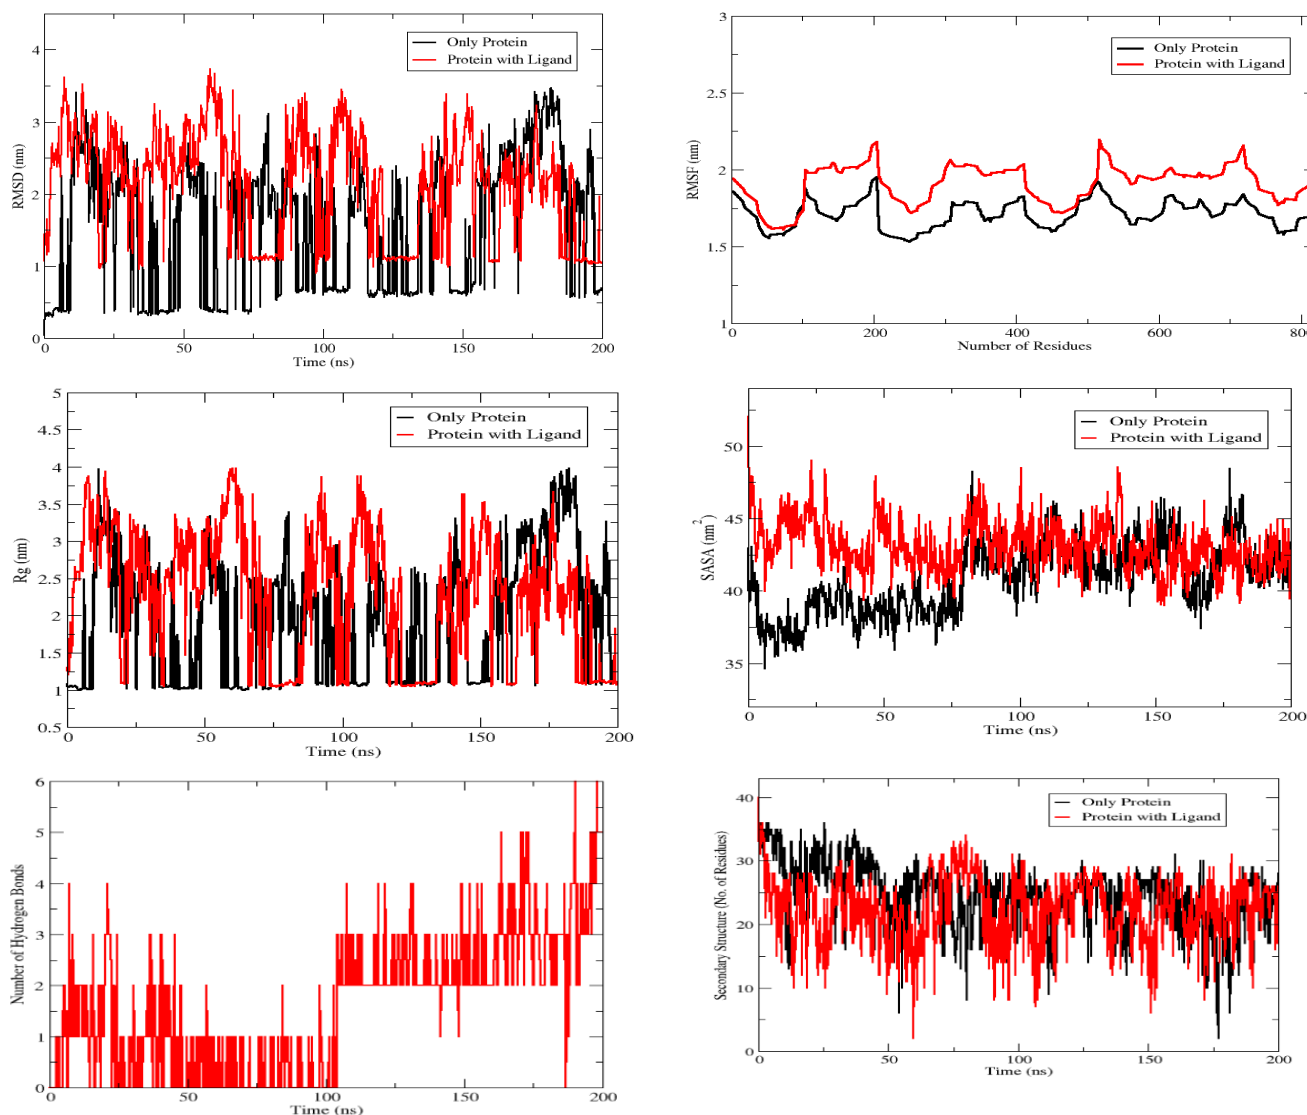 4
3
2
1
0
RMSD (nm)
Only Protein
Protein with Ligand
0 50 100 150 200
Time (ns)
3
2.5
2
1.5
1
RMSF (nm)
Only Protein
Protein with Ligand
0 200 400 600 800
Number of Residues
5
4.5
4
3.5
3
2.5
2
1.5
1
0.5
Rg (nm)
Only Protein
Protein with Ligand
0 50 100 150 200
Time (ns)
50
45
40
35
SASA (nm2)
Only Protein
Protein with Ligand
0 50 100 150 200
Time (ns)
6
5
4
3
2
1
0
Number of Hydrogen Bonds
0 50 100 150 200
Time (ns)
40
30
20
10
0
Secondary Structure (No. of Residues)
Only Protein
Protein with Ligand
0 50 100 150 200
Time (ns)